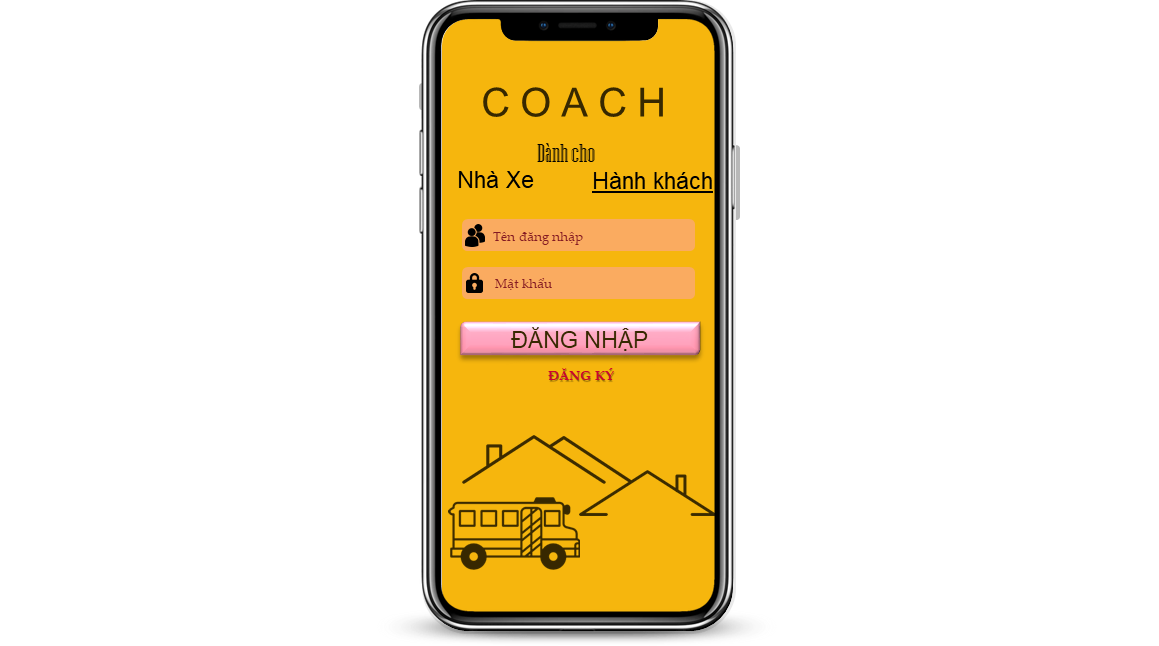 COACH
Dành cho
Nhà Xe Hành khách
Tên đăng nhập
Mật khẩu
ĐĂNG NHẬP
ĐĂNG KÝ